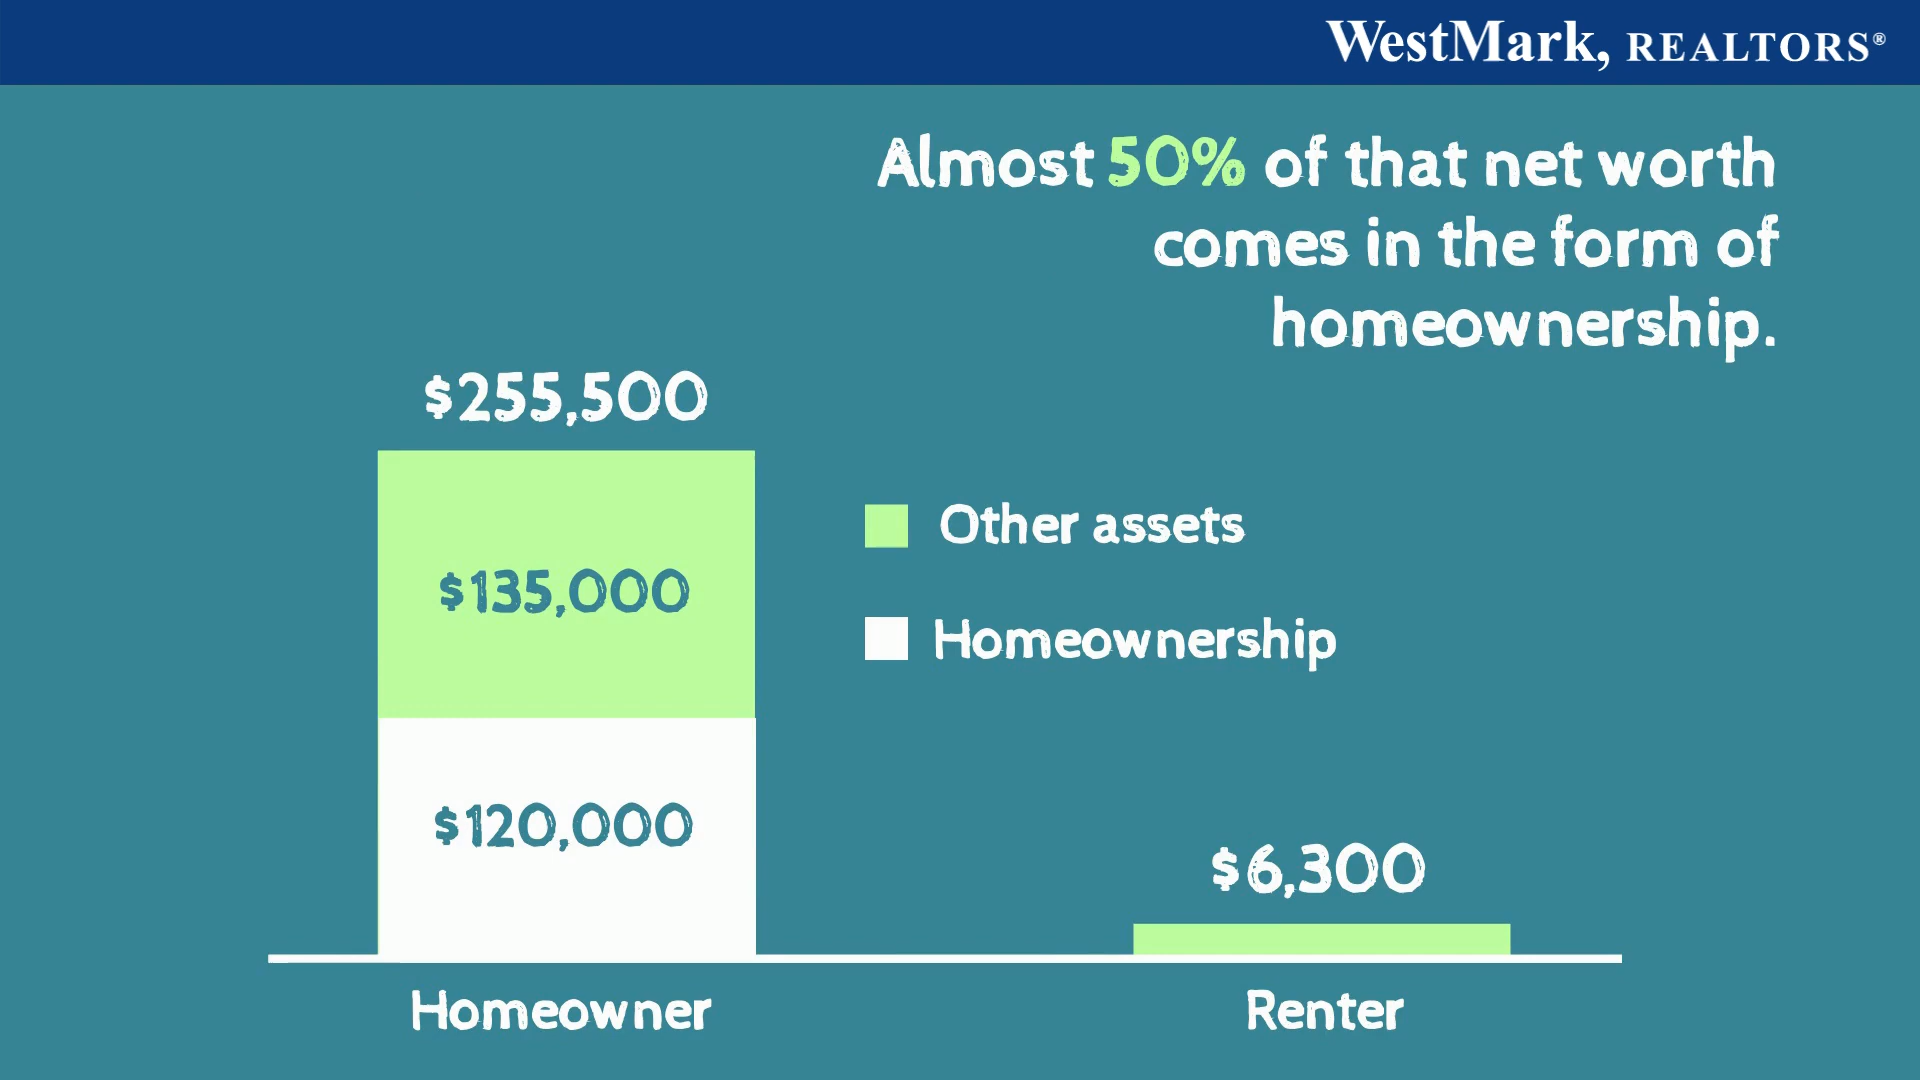 WestMark, REALTORS®
Almost 50% of that net worth
comes in the form of
homeownership.
$255,500
$135,000
$120,000
Other assets
Homeownership
$6,300
Homeowner
Renter